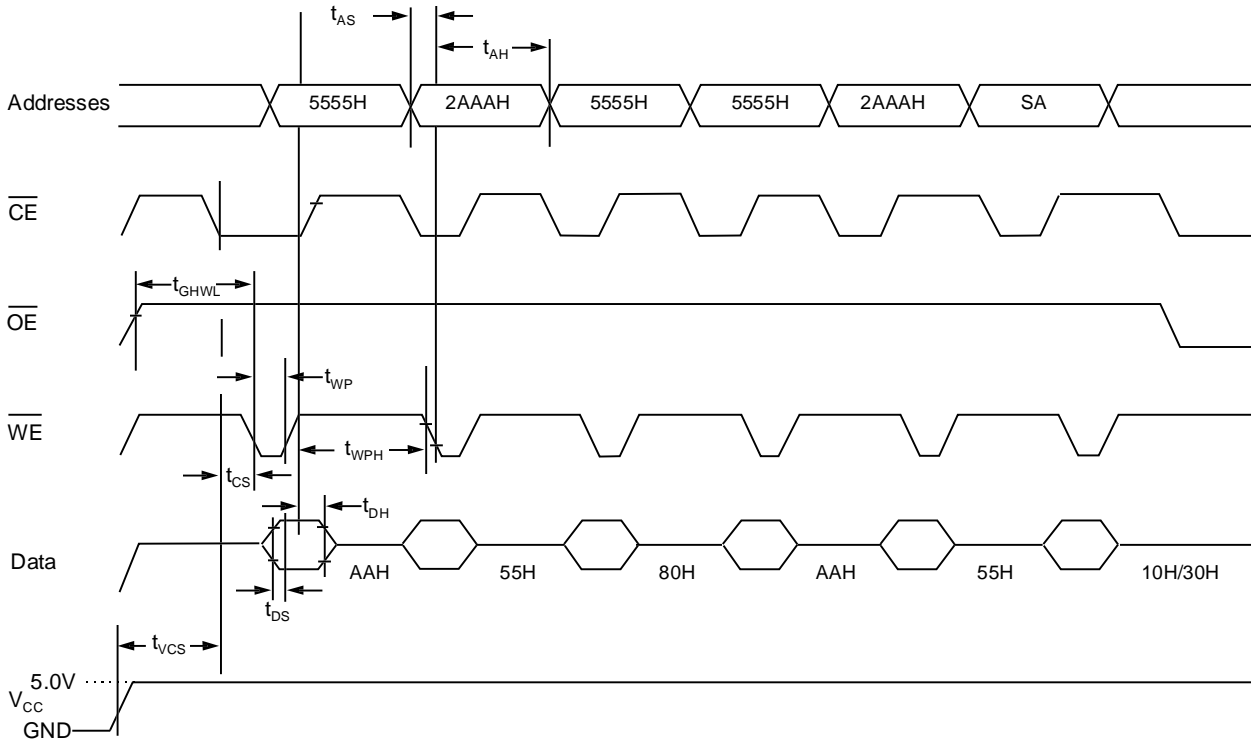 tAS
tAH
Addresses 5555H 2AAAH 5555H 5555H 2AAAH SA
CE
tGHWL
OE
tWP
WE
tWPH
tCS
tDH
Data
AAH 55H 80H AAH 55H 10H/30H
tDS
tVCS
5.0V
VCC
GND